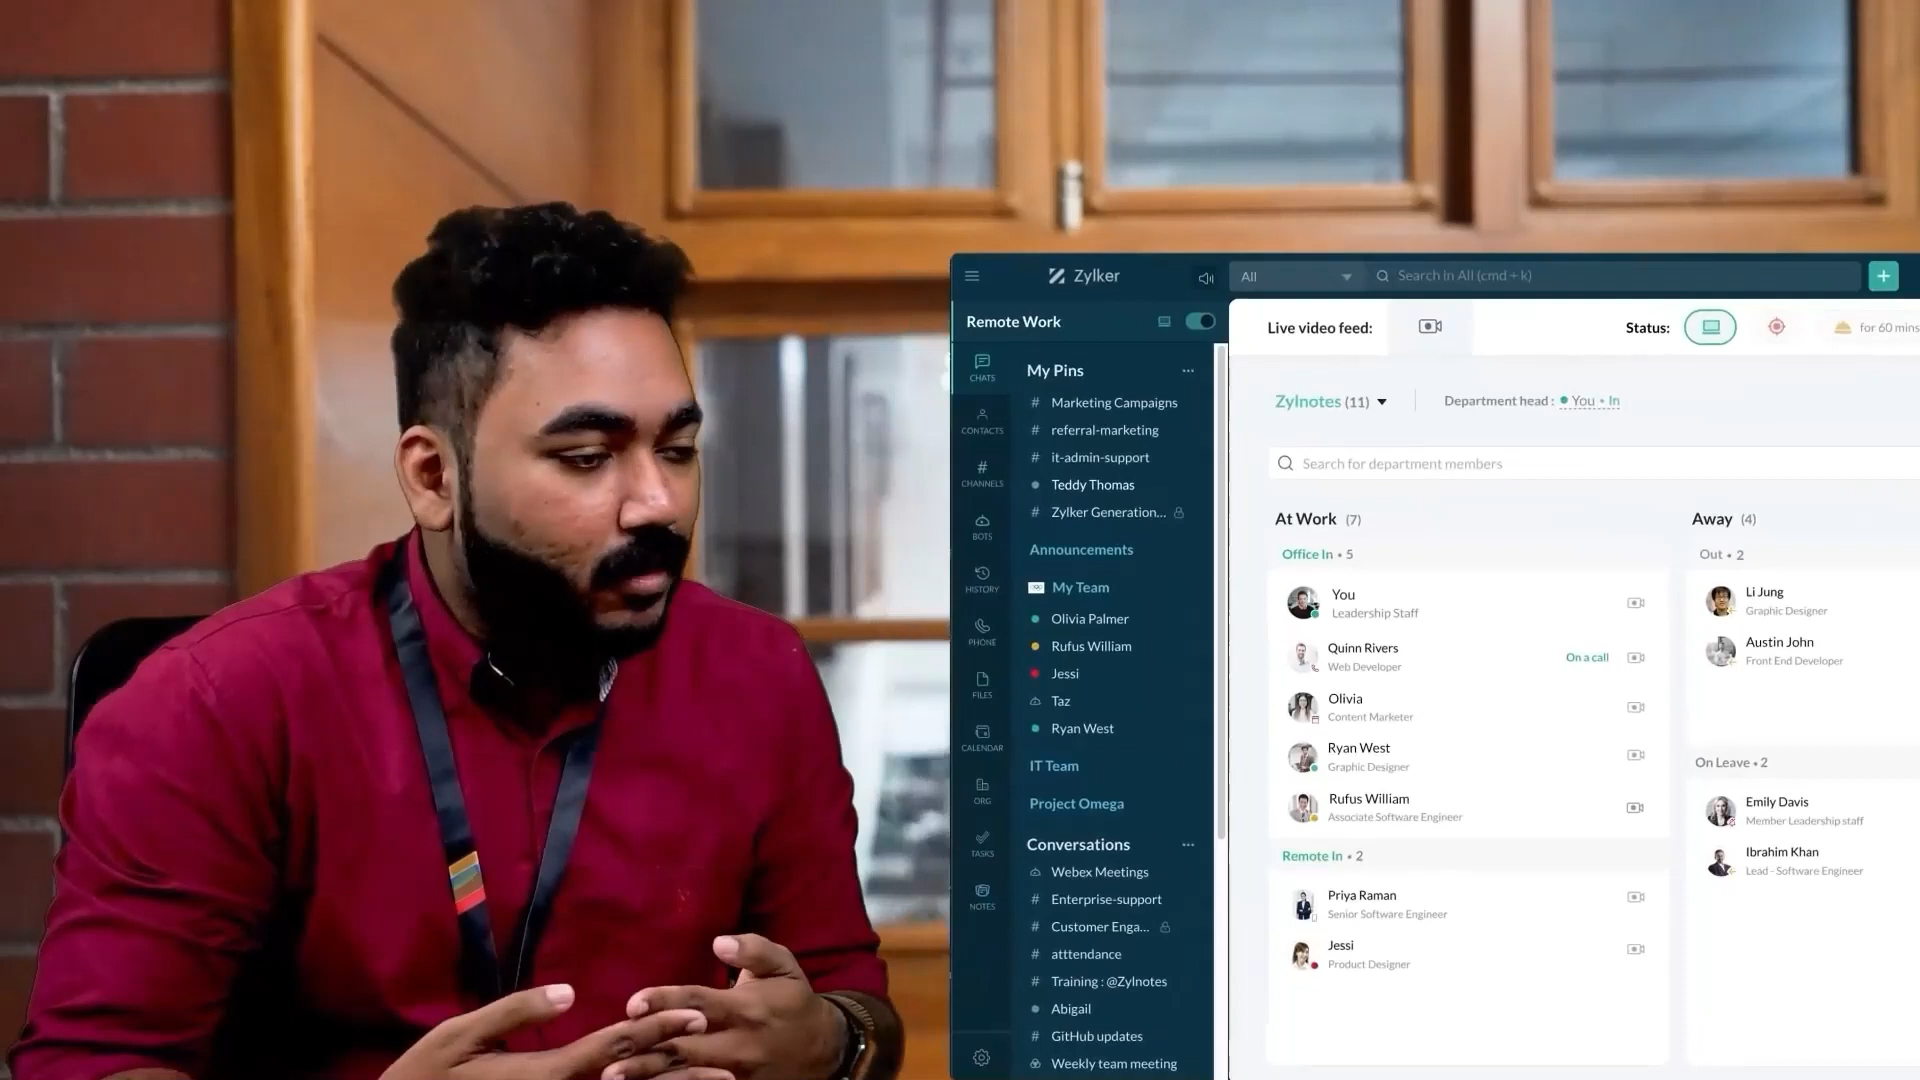 Zylker
All
Search In All (cmd + k)
Remote Work
Live video feed:
Status:
for 60 mins
CHATS
CONTACTS
CHANNELS
BOTS
HISTORY
PHONE
FILES
CALENDAR
ORG
TASKS
NOTES
My Pins
# Marketing Campaigns
# referral-marketing
# it-admin-support
Teddy Thomas
# Zylker Generation...
Announcements
My Team
Olivia Palmer
Rufus William
Jessi
Taz
Ryan West
IT Team
Project Omega
Conversations
Webex Meetings
# Enterprise-support
# Customer Enga...
# atttendance
# Training : @Zylnotes
Abigail
# GitHub updates
Weekly team meeting
Zylnotes (11)
Department head : • You • In
Search for department members
At Work (7)
Office In • 5
You
Leadership Staff
Quinn Rivers
Web Developer
On a call
Olivia
Content Marketer
Ryan West
Graphic Designer
Rufus William
Associate Software Engineer
Remote In • 2
Priya Raman
Senior Software Engineer
Jessi
Product Designer
Away (4)
Out • 2
Li Jung
Graphic Designer
Austin John
Front End Developer
On Leave • 2
Emily Davis
Member Leadership staff
Ibrahim Khan
Lead - Software Engineer